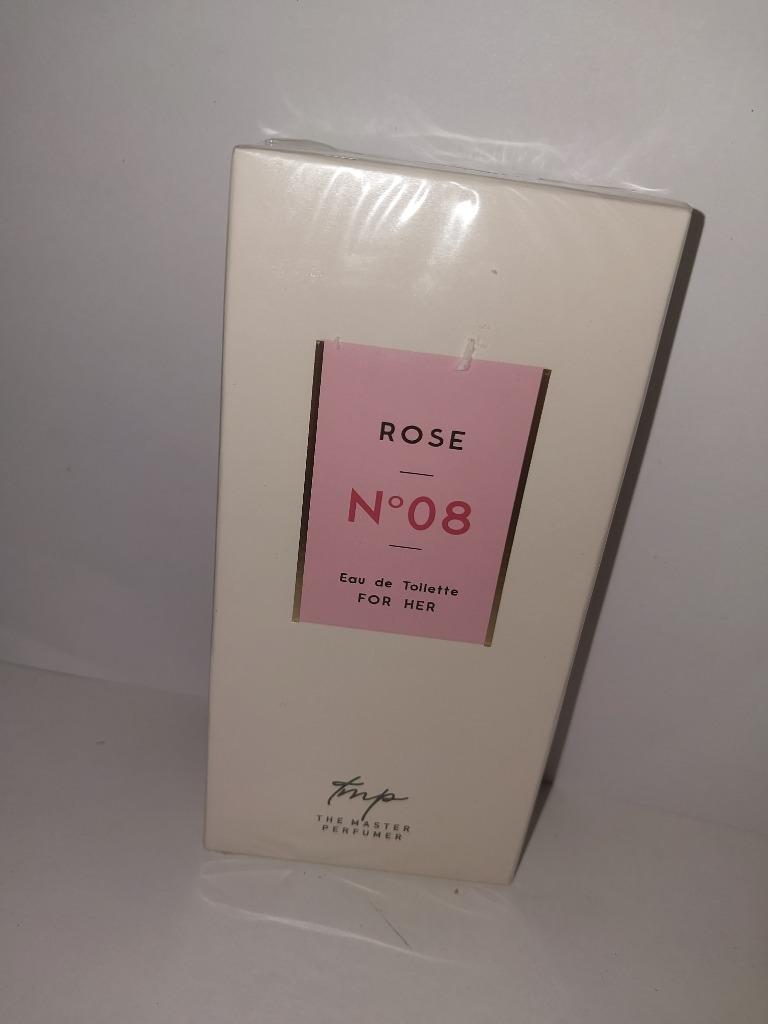 ROSE
N°08
Eau de Toilette
FOR HER
tmp
THE MASTER
PERFUMER